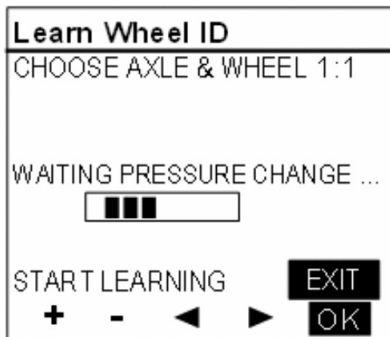 Learn Wheel ID
CHOOSE AXLE & WHEEL 1:1
WAITING PRESSURE CHANGE ...
START LEARNING EXIT
+ - ◄ ► OK